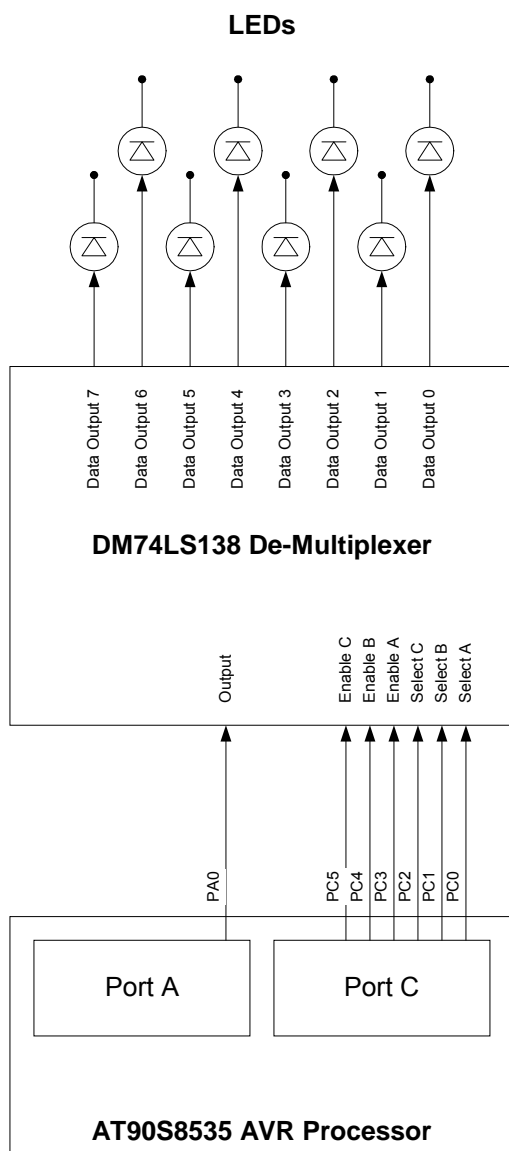 LEDs
Data Output 7
Data Output 6
Data Output 5
Data Output 4
Data Output 3
Data Output 2
Data Output 1
Data Output 0
DM74LS138 De-Multiplexer
Output
Enable C
Enable B
Enable A
Select C
Select B
Select A
PA0
PC5
PC4
PC3
PC2
PC1
PC0
Port A
Port C
AT90S8535 AVR Processor